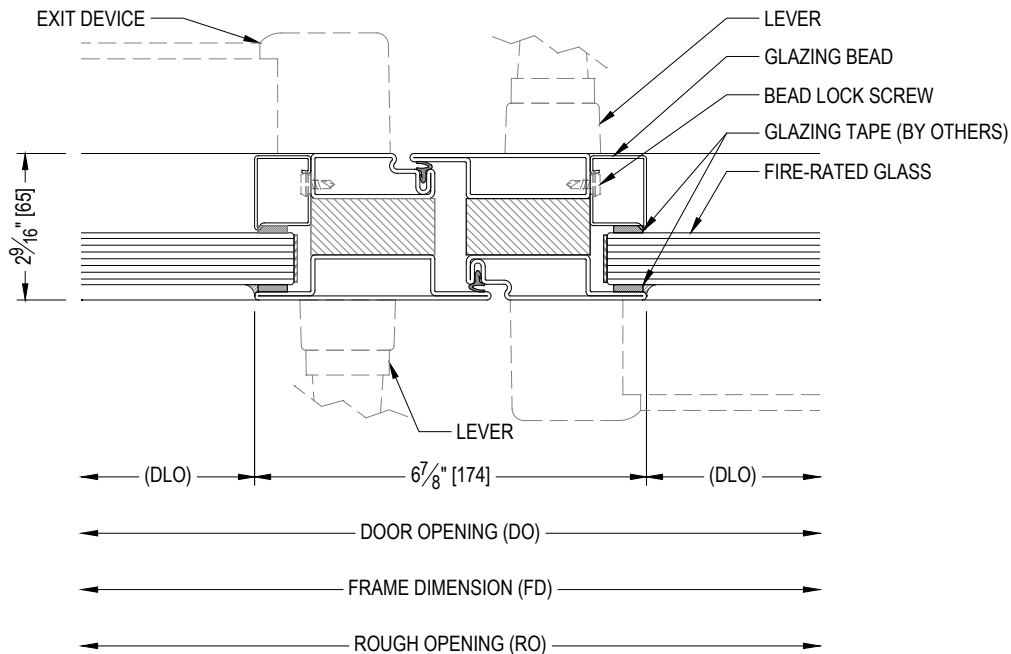 EXIT DEVICE
LEVER
GLAZING BEAD
BEAD LOCK SCREW
GLAZING TAPE (BY OTHERS)
FIRE-RATED GLASS
2 9/16" [65]
LEVER
(DLO)
6 7/8" [174]
(DLO)
DOOR OPENING (DO)
FRAME DIMENSION (FD)
ROUGH OPENING (RO)